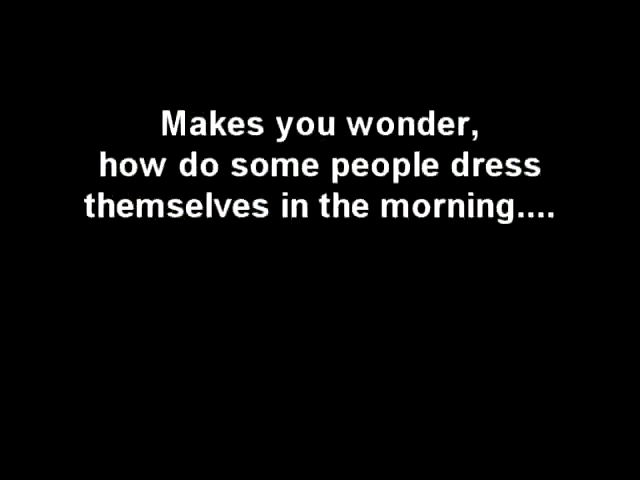 Makes you wonder,
how do some people dress
themselves in the morning....